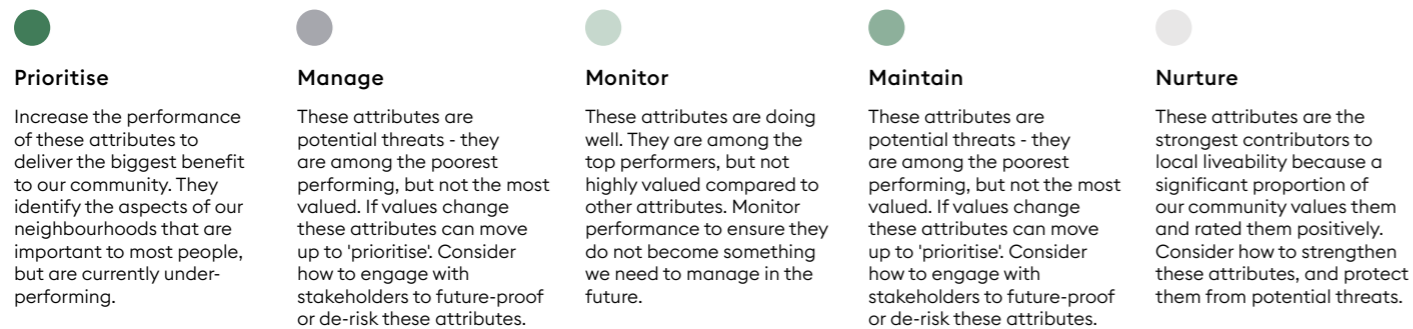 Prioritise
Increase the performance
of these attributes to
deliver the biggest benefit
to our community. They
identify the aspects of our
neighbourhoods that are
important to most people,
but are currently under-
performing.
Manage
These attributes are
potential threats - they
are among the poorest
performing, but not the most
valued. If values change
these attributes can move
up to 'prioritise'. Consider
how to engage with
stakeholders to future-proof
or de-risk these attributes.
Monitor
These attributes are doing
well. They are among the
top performers, but not
highly valued compared to
other attributes. Monitor
performance to ensure they
do not become something
we need to manage in the
future.
Maintain
These attributes are
potential threats - they
are among the poorest
performing, but not the most
valued. If values change
these attributes can move
up to 'prioritise'. Consider
how to engage with
stakeholders to future-proof
or de-risk these attributes.
Nurture
These attributes are the
strongest contributors to
local liveability because a
significant proportion of
our community values them
and rated them positively.
Consider how to strengthen
these attributes, and protect
them from potential threats.